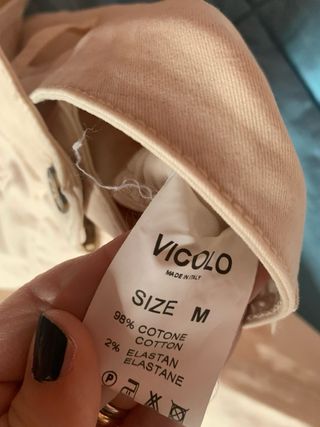 VICOLO
MADE IN ITALY
SIZE M
98% COTONE
COTTON
2% ELASTAN
ELASTANE
P